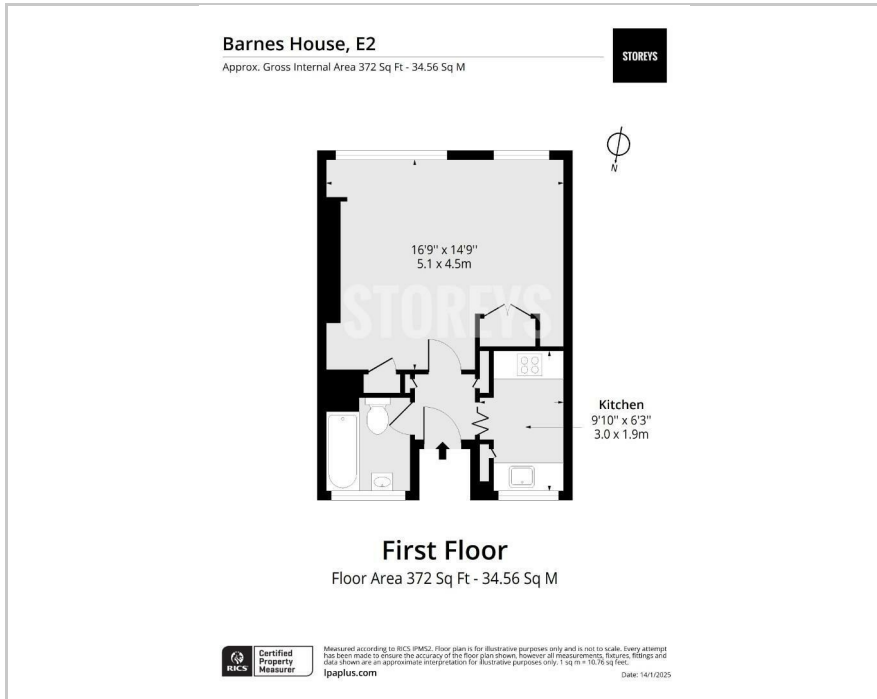 Barnes House, E2
Approx. Gross Internal Area 372 Sq Ft - 34.56 Sq M
STOREYS
N
16'9" x 14'9"
5.1 x 4.5m
STOREYS
Kitchen
9'10" x 6'3"
3.0 x 1.9m
First Floor
Floor Area 372 Sq Ft - 34.56 Sq M
RICS
Certified
Property
Measurer
Measured according to RICS IPMS2. Floor plan is for illustrative purposes only and is not to scale. Every attempt
has been made to ensure the accuracy of the floor plan shown, however all measurements, fixtures, fittings and
data shown are an approximate interpretation for illustrative purposes only. 1 sq m = 10.76 sq feet.
lpaplus.com
Date: 14/1/2025